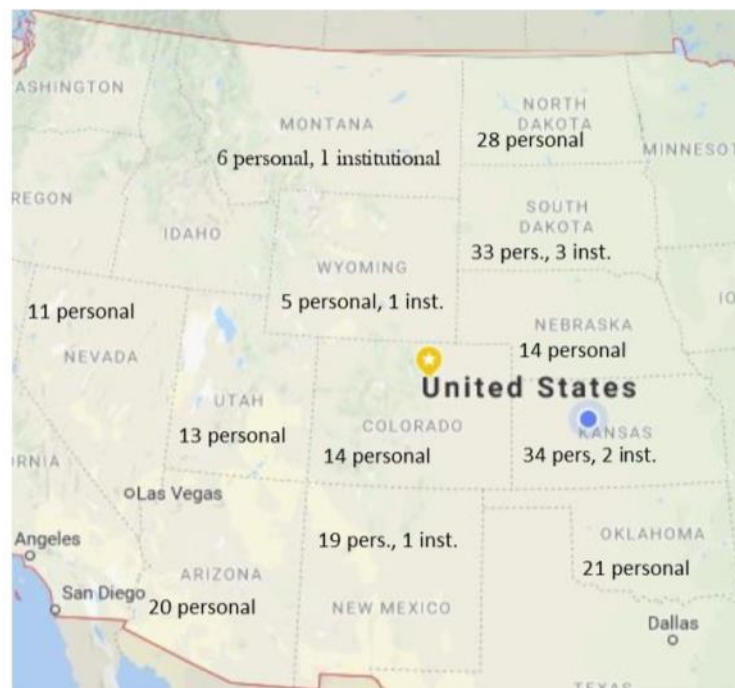 ASHINGTON
MONTANA
NORTH
DAKOTA
28 personal
MINNESOT
6 personal, 1 institutional
REGON
IDAHO
SOUTH
DAKOTA
33 pers., 3 inst.
WYOMING
5 personal, 1 inst.
IO
11 personal
NEVADA
NEBRASKA
14 personal
United States
UTAH
13 personal
COLORADO
14 personal
KANSAS
34 pers, 2 inst.
RNIA
Las Vegas
19 pers., 1 inst.
OKLAHOMA
21 personal
Angeles
ARIZONA
20 personal
San Diego
NEW MEXICO
Dallas
TEXAS